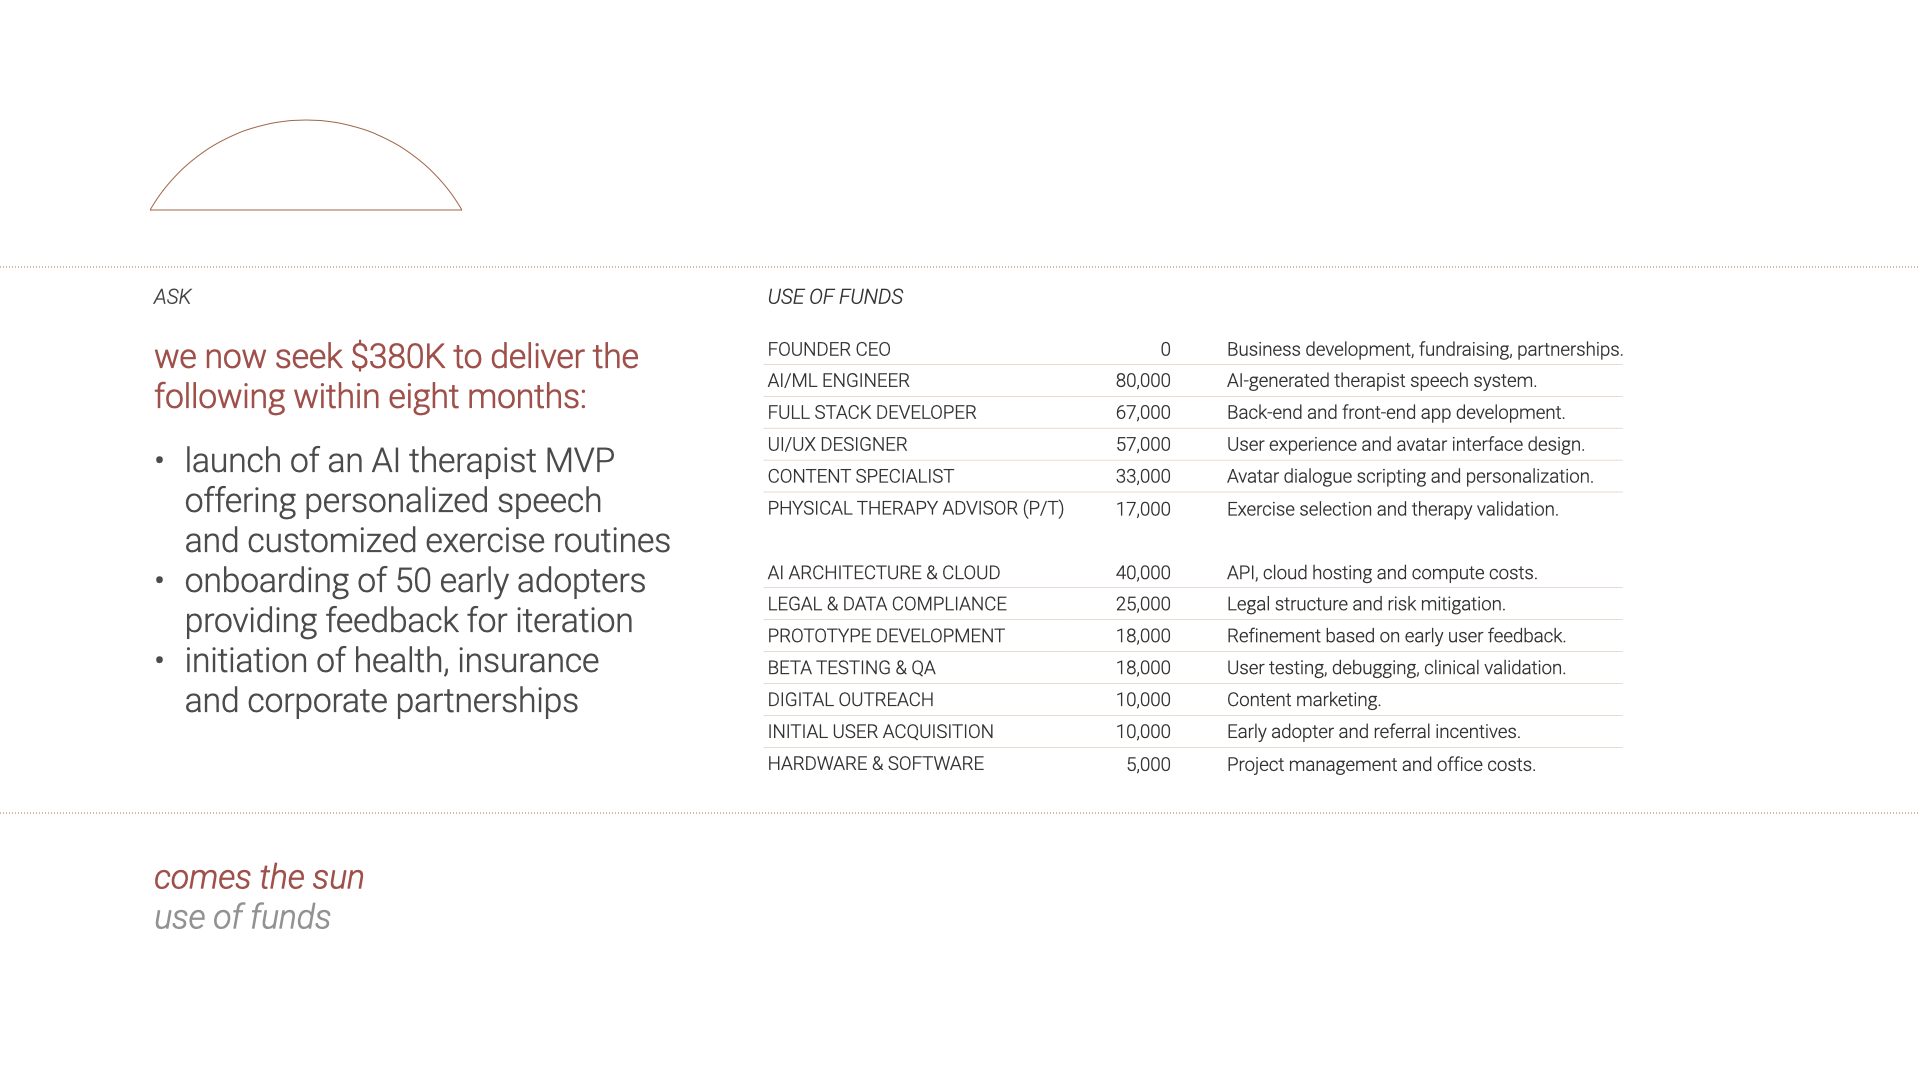 ASK
we now seek $380K to deliver the
following within eight months:
• launch of an AI therapist MVP
offering personalized speech
and customized exercise routines
• onboarding of 50 early adopters
providing feedback for iteration
• initiation of health, insurance
and corporate partnerships
USE OF FUNDS
FOUNDER CEO 0 Business development, fundraising, partnerships.
AI/ML ENGINEER 80,000 AI-generated therapist speech system.
FULL STACK DEVELOPER 67,000 Back-end and front-end app development.
UI/UX DESIGNER 57,000 User experience and avatar interface design.
CONTENT SPECIALIST 33,000 Avatar dialogue scripting and personalization.
PHYSICAL THERAPY ADVISOR (P/T) 17,000 Exercise selection and therapy validation.
AI ARCHITECTURE & CLOUD 40,000 API, cloud hosting and compute costs.
LEGAL & DATA COMPLIANCE 25,000 Legal structure and risk mitigation.
PROTOTYPE DEVELOPMENT 18,000 Refinement based on early user feedback.
BETA TESTING & QA 18,000 User testing, debugging, clinical validation.
DIGITAL OUTREACH 10,000 Content marketing.
INITIAL USER ACQUISITION 10,000 Early adopter and referral incentives.
HARDWARE & SOFTWARE 5,000 Project management and office costs.
comes the sun
use of funds